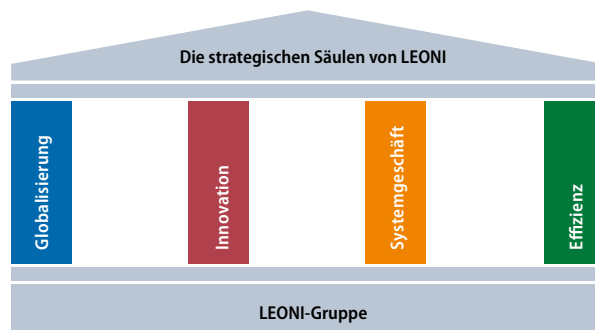 Die strategischen Säulen von LEONI
Globalisierung
Innovation
Systemgeschäft
Effizienz
LEONI-Gruppe